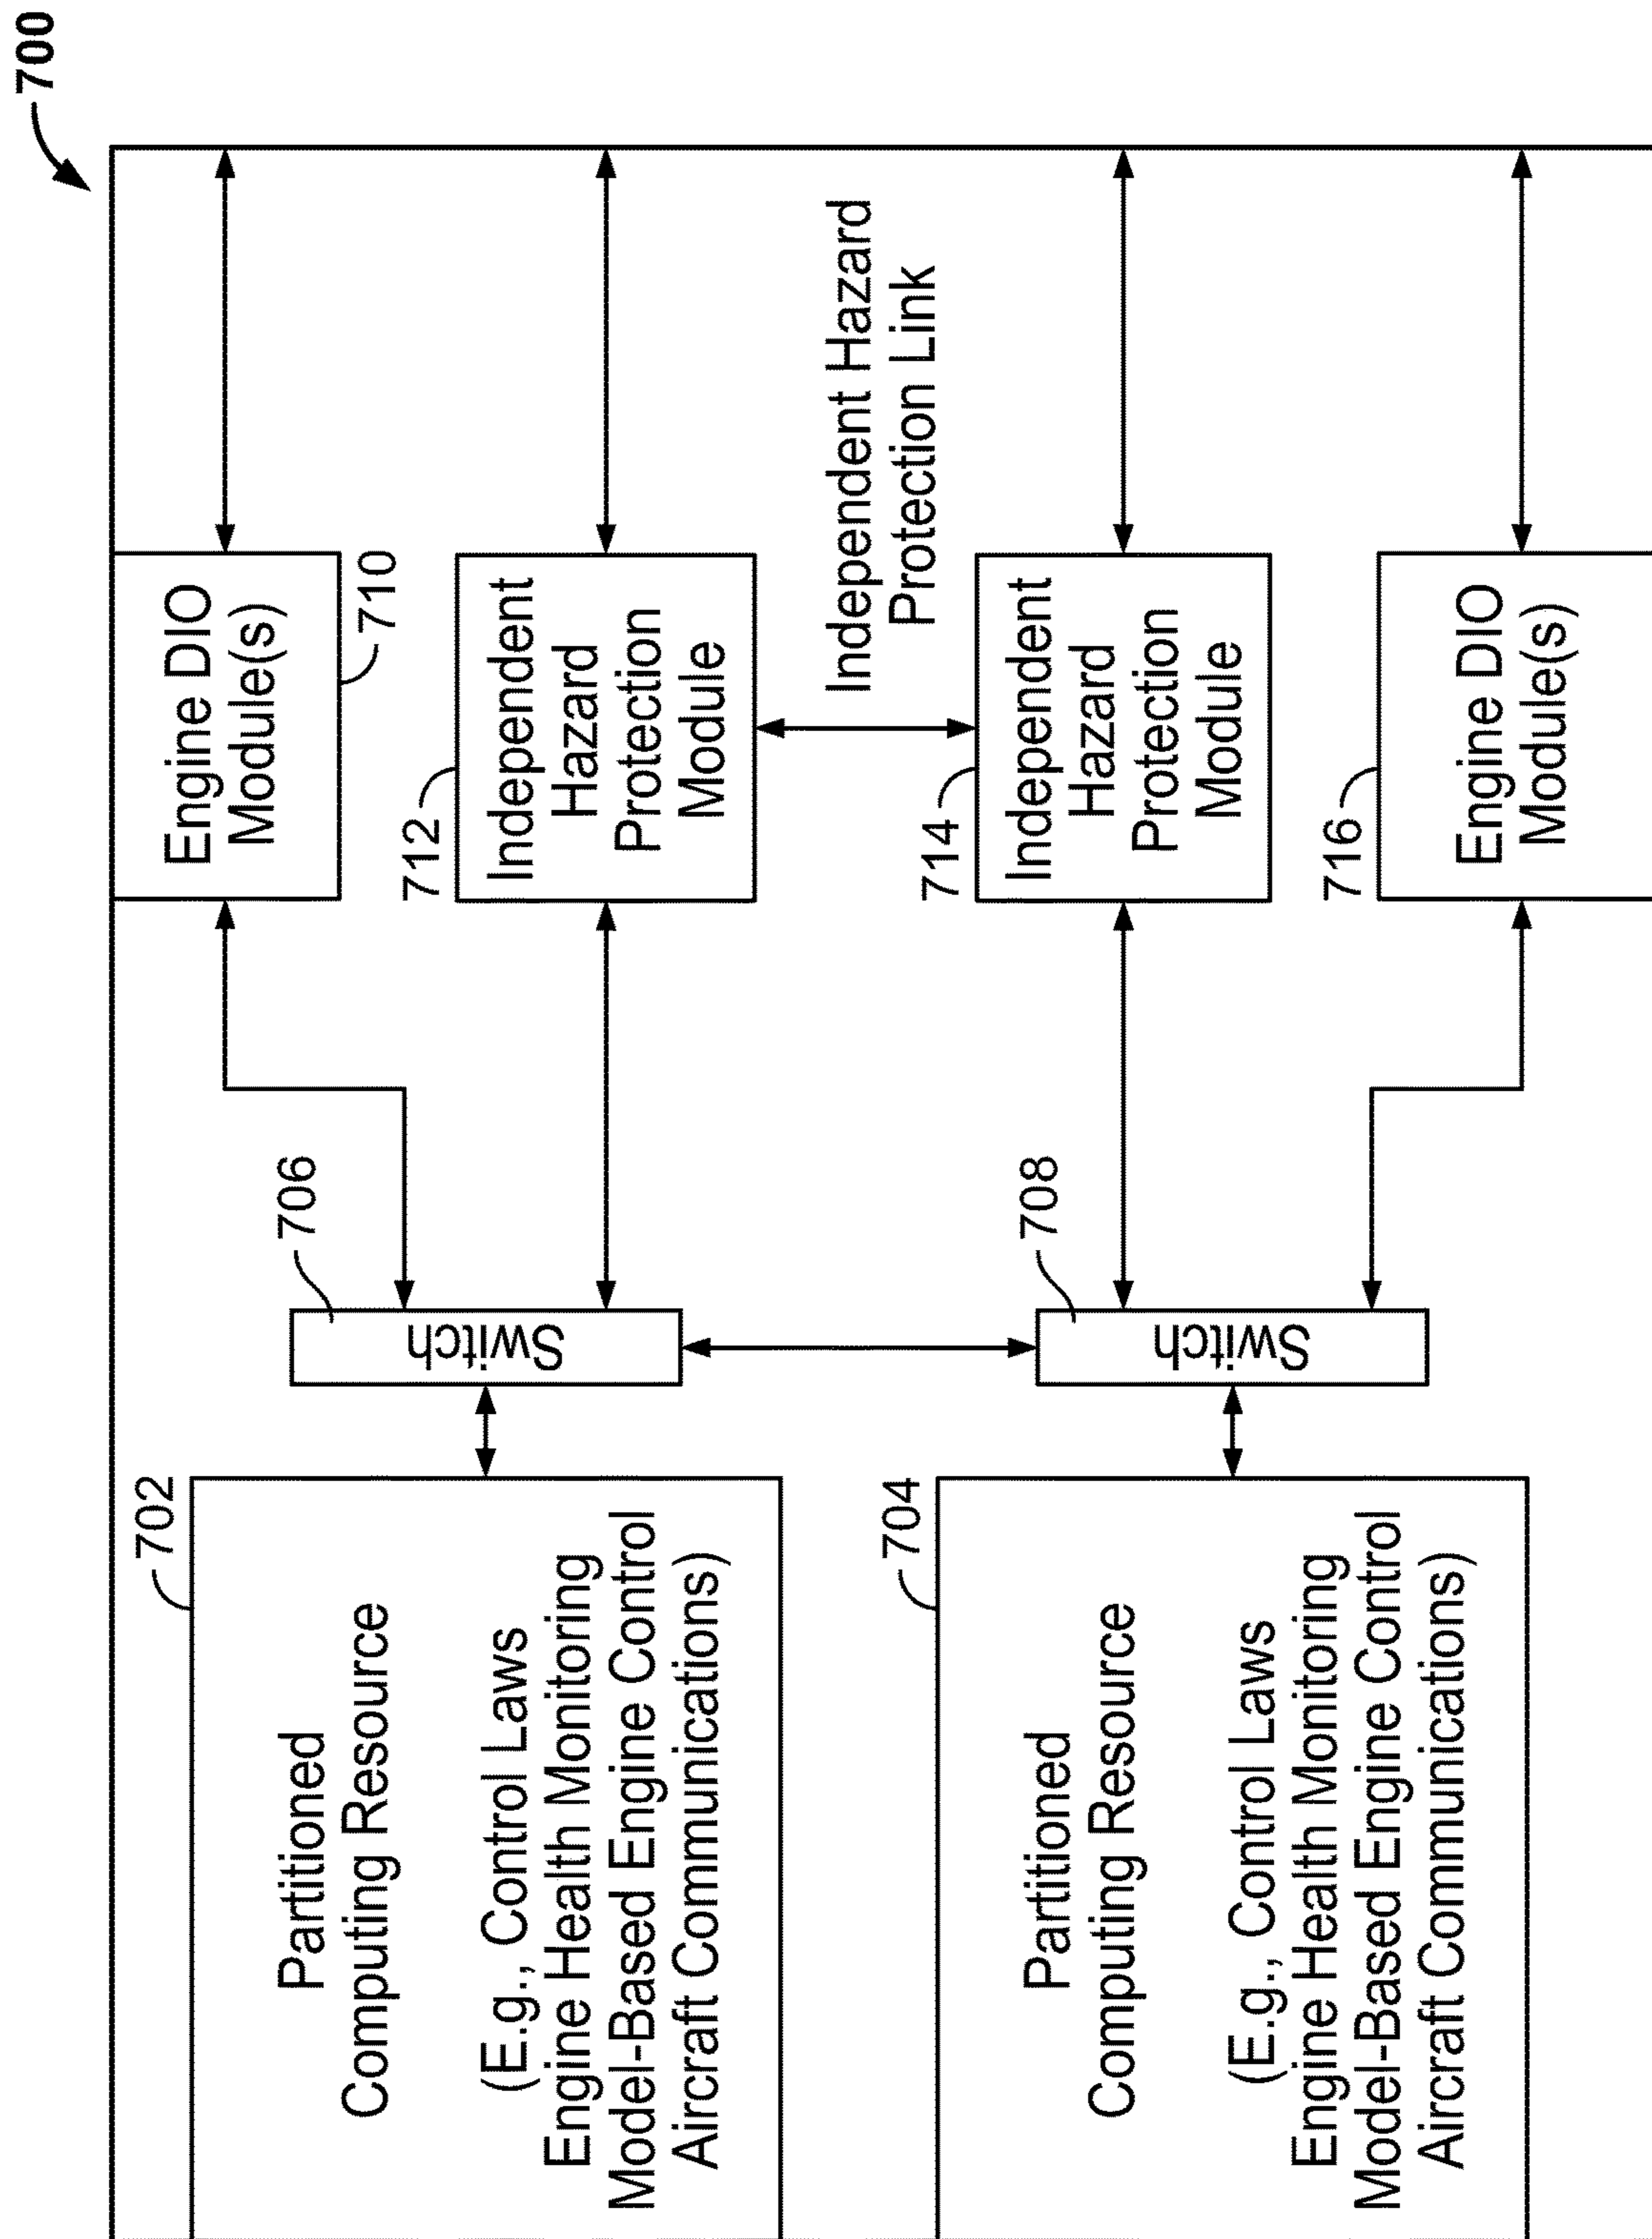 700
702
Partitioned
Computing Resource
(E.g., Control Laws
Engine Health Monitoring
Model-Based Engine Control
Aircraft Communications)
706
Switch
Engine DIO
Module(s)
710
712
Independent
Hazard
Protection
Module
Independent Hazard
Protection Link
704
Partitioned
Computing Resource
(E.g., Control Laws
Engine Health Monitoring
Model-Based Engine Control
Aircraft Communications)
708
Switch
714
Independent
Hazard
Protection
Module
716
Engine DIO
Module(s)